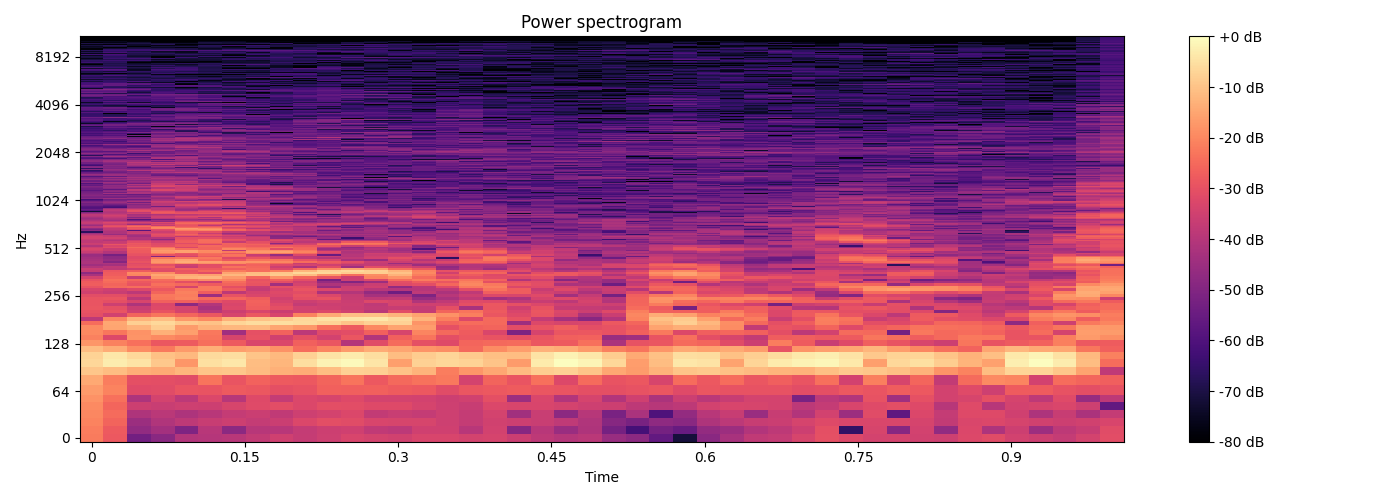 Power spectrogram
Hz
8192
4096
2048
1024
512
256
128
64
0
0 0.15 0.3 0.45 0.6 0.75 0.9
Time
+0 dB
-10 dB
-20 dB
-30 dB
-40 dB
-50 dB
-60 dB
-70 dB
-80 dB